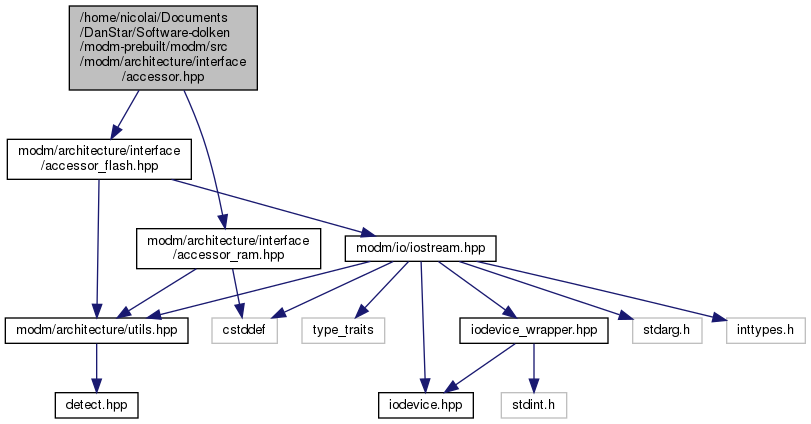 /home/nicolai/Documents
/DanStar/Software-dolken
/modm-prebuilt/modm/src
/modm/architecture/interface
/accessor.hpp
modm/architecture/interface
/accessor_flash.hpp
modm/architecture/interface
/accessor_ram.hpp
modm/io/iostream.hpp
modm/architecture/utils.hpp
cstddef
type_traits
iodevice_wrapper.hpp
stdarg.h
inttypes.h
detect.hpp
iodevice.hpp
stdint.h